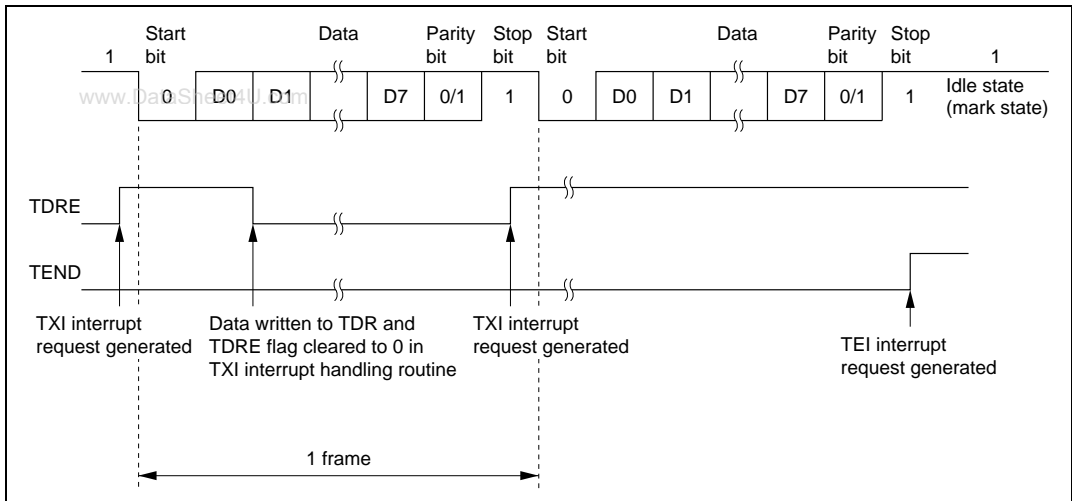 1
Start bit
Data
Parity bit
Stop bit
Start bit
Data
Parity bit
Stop bit
1
www.DataSheet4U.com
0 D0 D1 D7 0/1 1 0 D0 D1 D7 0/1 1
Idle state
(mark state)
TDRE
TEND
TXI interrupt
request generated
Data written to TDR and
TDRE flag cleared to 0 in
TXI interrupt handling routine
TXI interrupt
request generated
TEI interrupt
request generated
1 frame